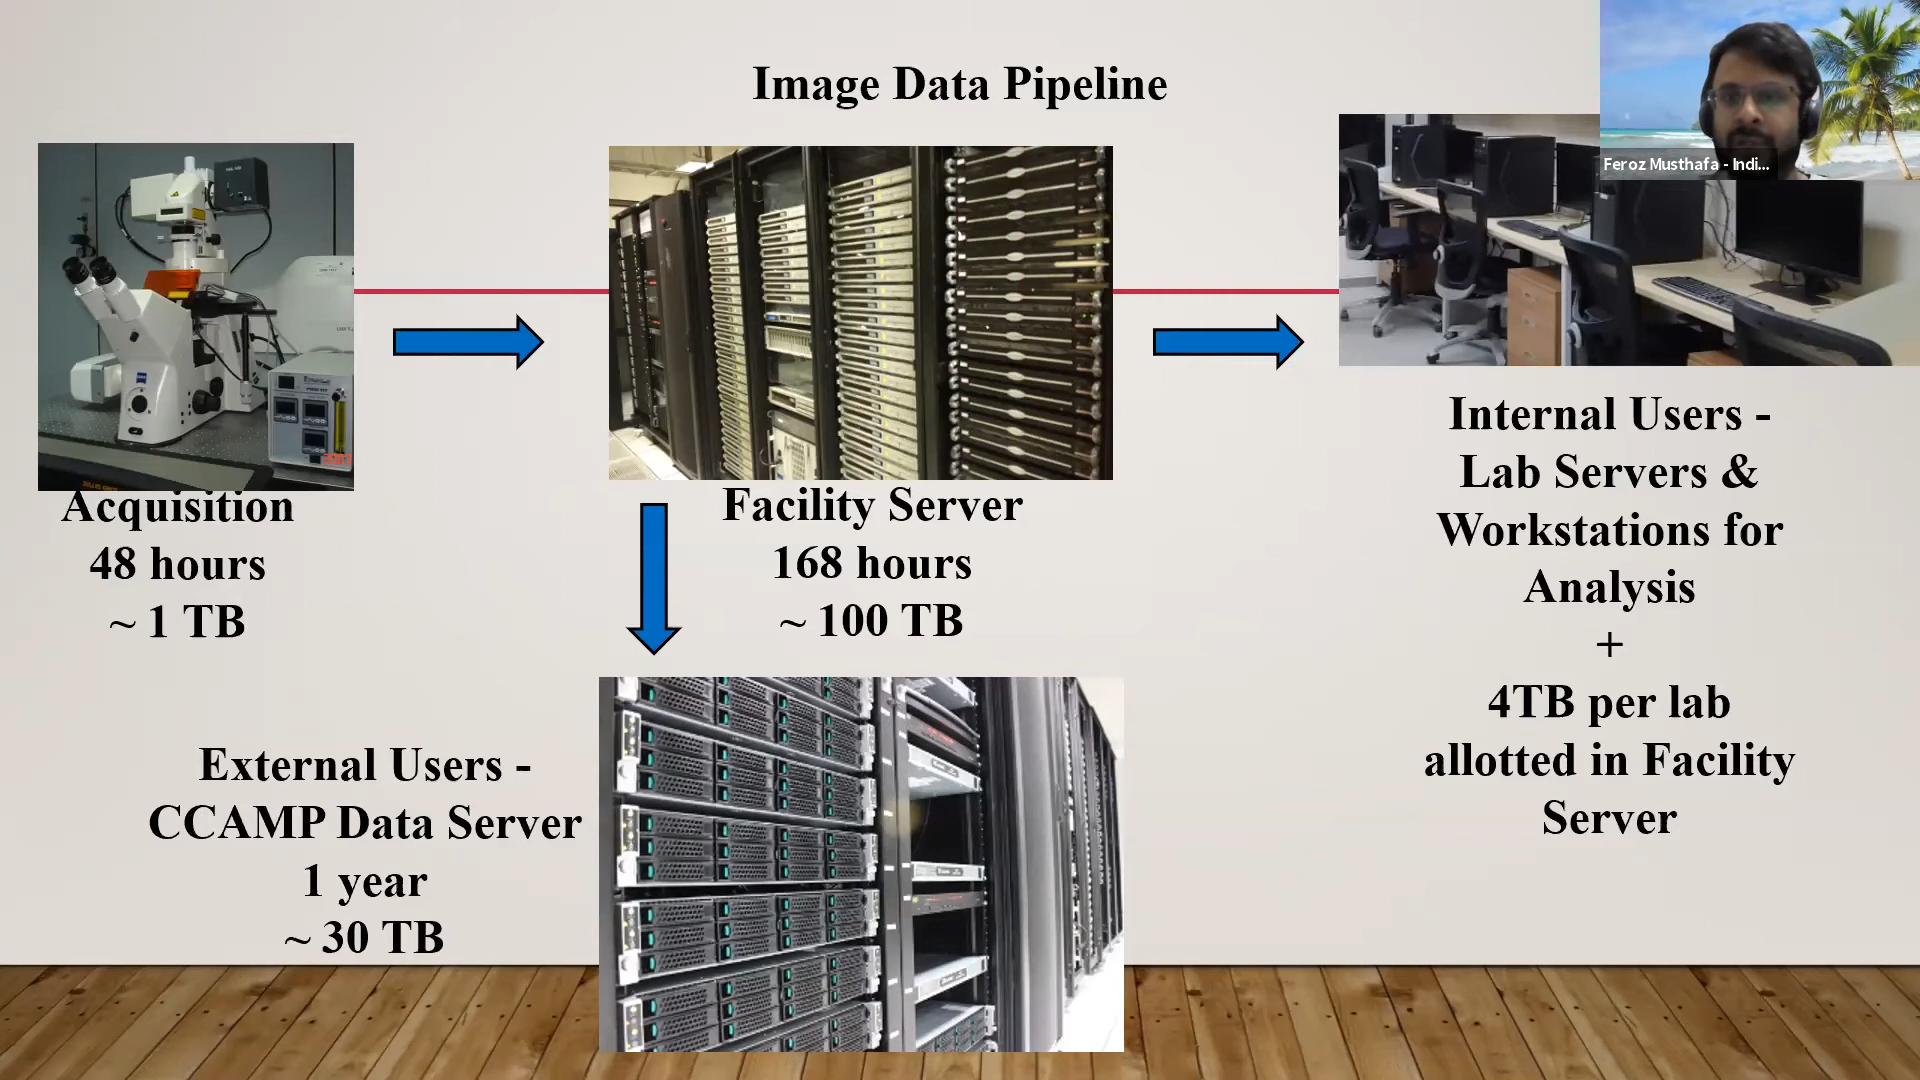 Image Data Pipeline
Feroz Musthafa - Indi...
Acquisition
48 hours
~ 1 TB
Facility Server
168 hours
~ 100 TB
Internal Users -
Lab Servers &
Workstations for
Analysis
+
4TB per lab
allotted in Facility
Server
External Users -
CCAMP Data Server
1 year
~ 30 TB